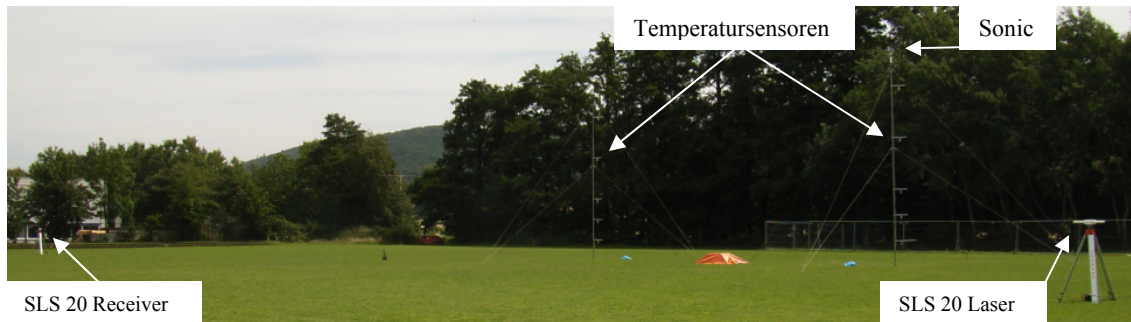 Temperatursensoren
Sonic
SLS 20 Receiver
SLS 20 Laser